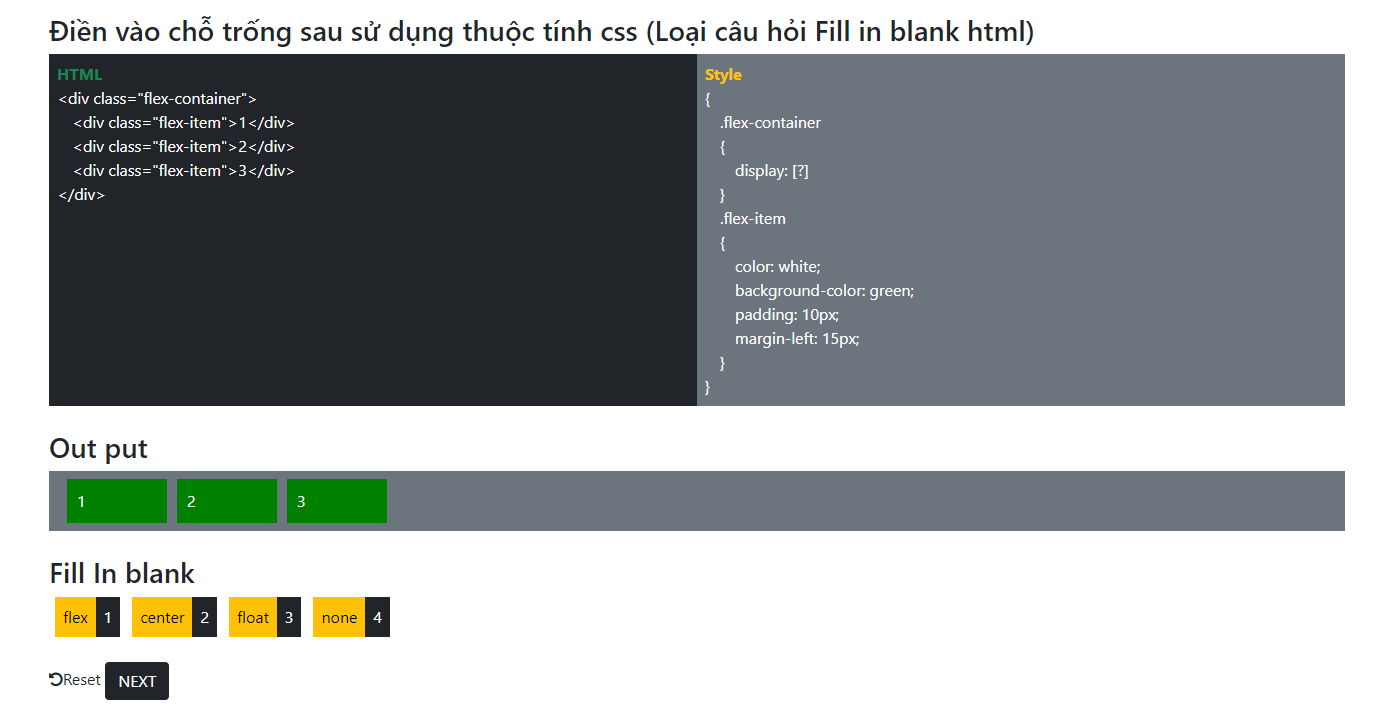 Điền vào chỗ trống sau sử dụng thuộc tính css (Loại câu hỏi Fill in blank html)
HTML
<div class="flex-container">
<div class="flex-item">1</div>
<div class="flex-item">2</div>
<div class="flex-item">3</div>
</div>
Style
{
.flex-container
{
display: [?]
}
.flex-item
{
color: white;
background-color: green;
padding: 10px;
margin-left: 15px;
}
}
Out put
1 2 3
Fill In blank
flex 1 center 2 float 3 none 4
Reset NEXT